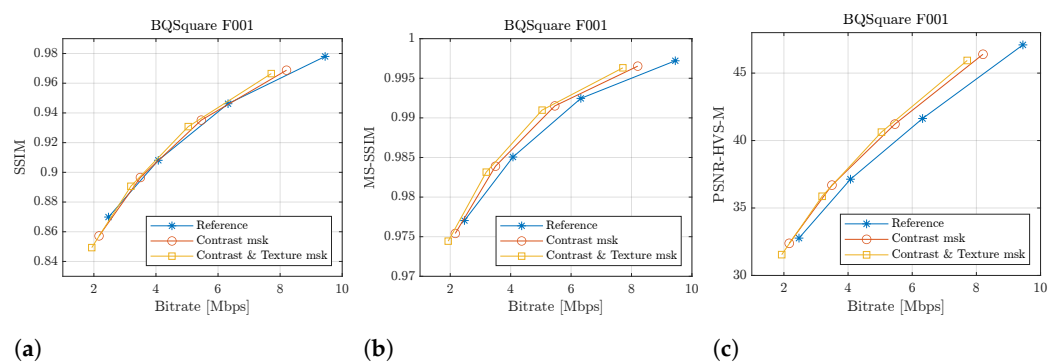 BQSquare F001
SSIM
0.98
0.96
0.94
0.92
0.9
0.88
0.86
0.84
2 4 6 8 10
Bitrate [Mbps]
Reference
Contrast msk
Contrast & Texture msk
(a)
BQSquare F001
MS-SSIM
1
0.995
0.99
0.985
0.98
0.975
0.97
2 4 6 8 10
Bitrate [Mbps]
Reference
Contrast msk
Contrast & Texture msk
(b)
BQSquare F001
PSNR-HVS-M
45
40
35
30
2 4 6 8 10
Bitrate [Mbps]
Reference
Contrast msk
Contrast & Texture msk
(c)